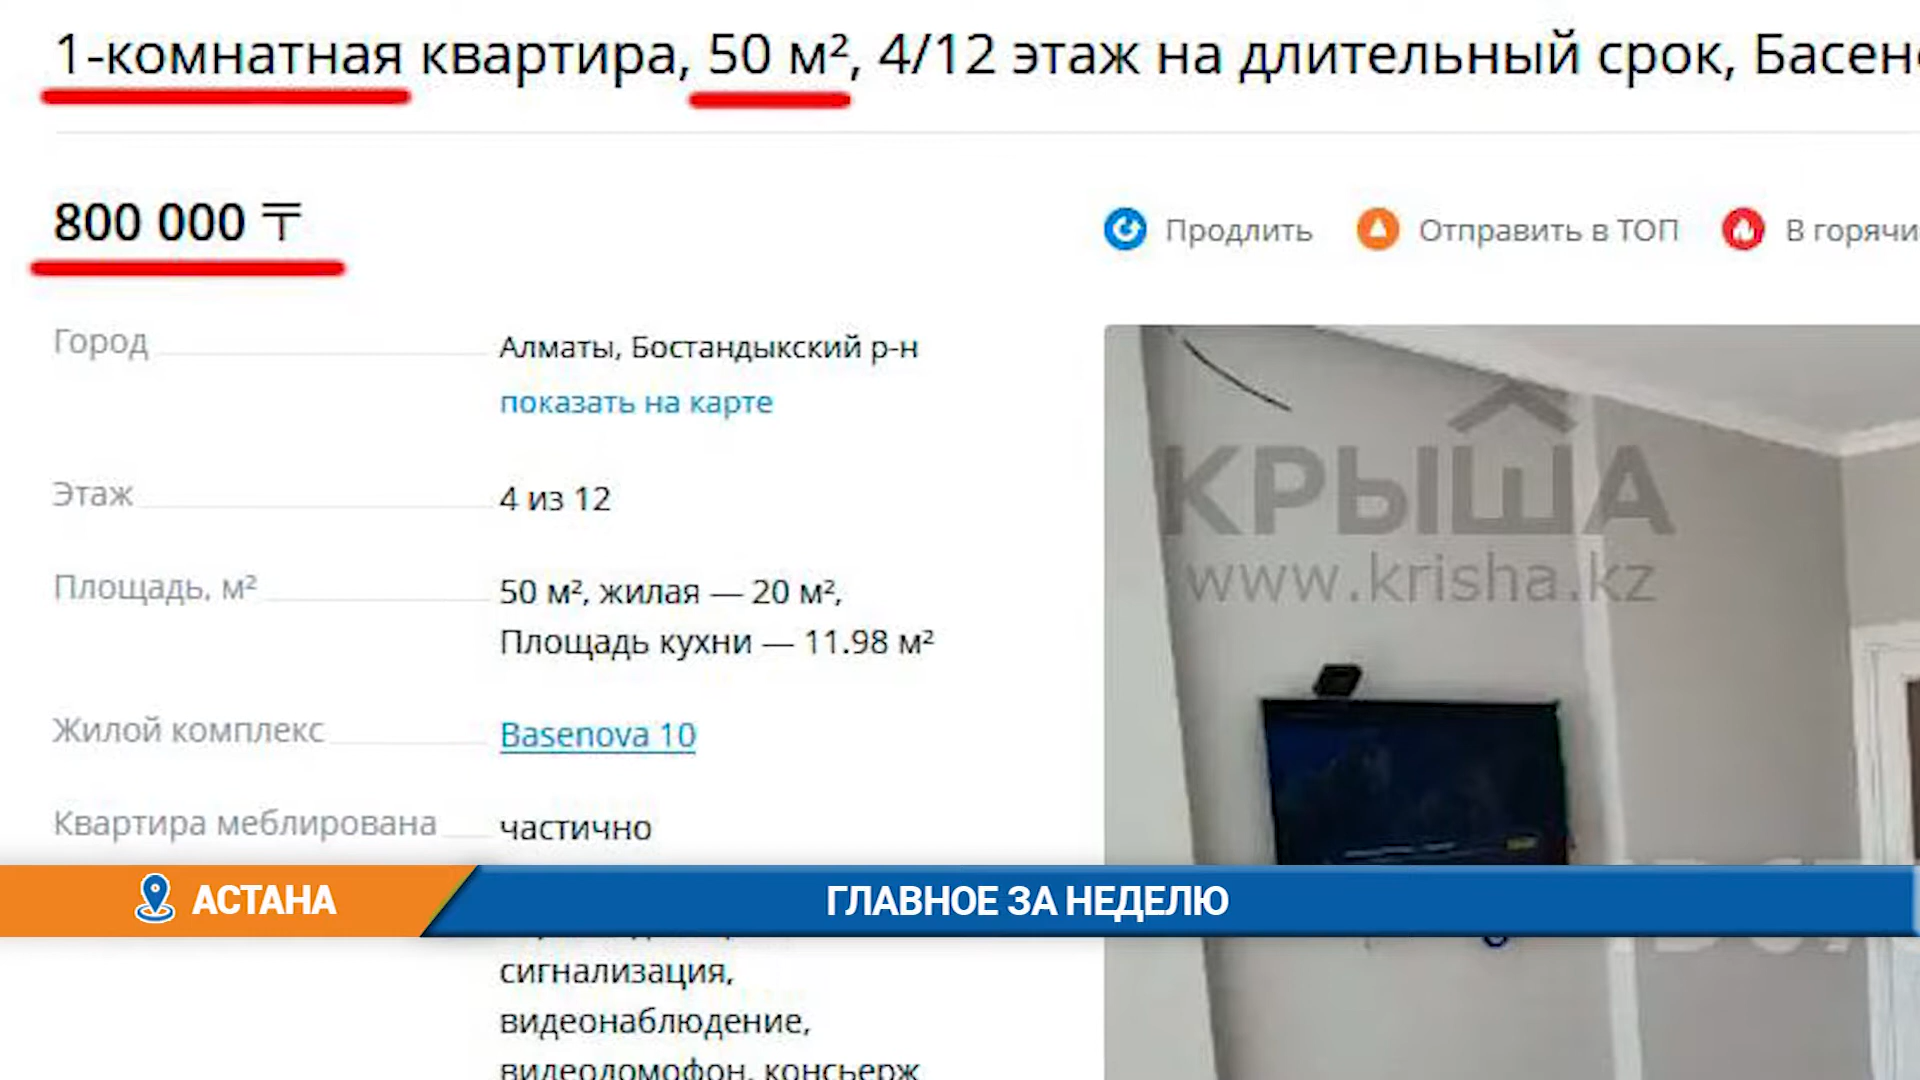 1-комнатная квартира, 50 м², 4/12 этаж на длительный срок,
800 000 ₸
Продлить
Отправить в ТОП
Город
Алматы, Бостандыкский р-н
показать на карте
Этаж
4 из 12
Площадь, м²
50 м², жилая — 20 м²,
Площадь кухни — 11.98 м²
Жилой комплекс
Basenova 10
Квартира меблирована
частично
КРЫША
www.krisha.kz
АСТАНА
ГЛАВНОЕ ЗА НЕДЕЛЮ
сигнализация,
видеонаблюдение,
видеодомофон, консьерж